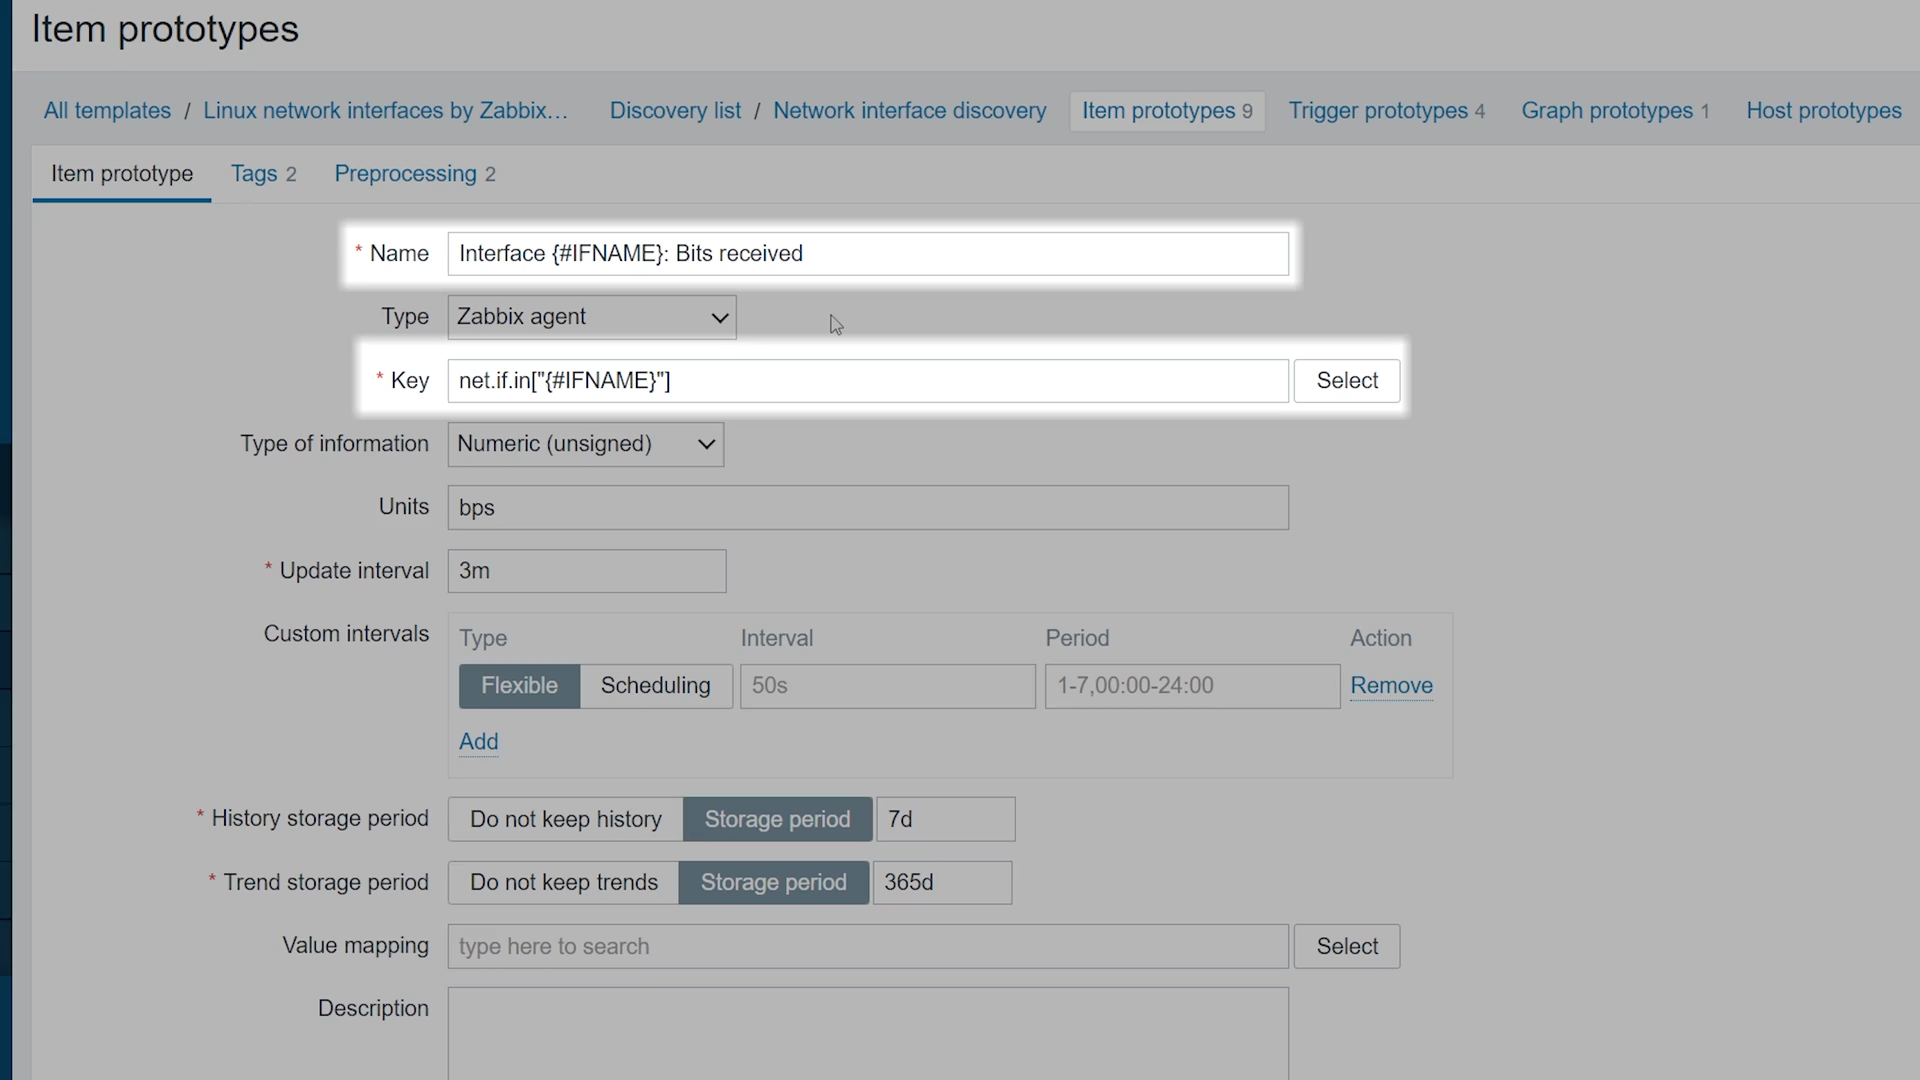 Item prototypes
All templates / Linux network interfaces by Zabbix... Discovery list / Network interface discovery Item prototypes 9 Trigger prototypes 4 Graph prototypes 1 Host prototypes
Item prototype Tags 2 Preprocessing 2
* Name Interface {#IFNAME}: Bits received
Type Zabbix agent
* Key net.if.in["{#IFNAME}"] Select
Type of information Numeric (unsigned)
Units bps
* Update interval 3m
Custom intervals Type Interval Period Action
Flexible Scheduling 50s 1-7,00:00-24:00 Remove
Add
* History storage period Do not keep history Storage period 7d
* Trend storage period Do not keep trends Storage period 365d
Value mapping type here to search Select
Description